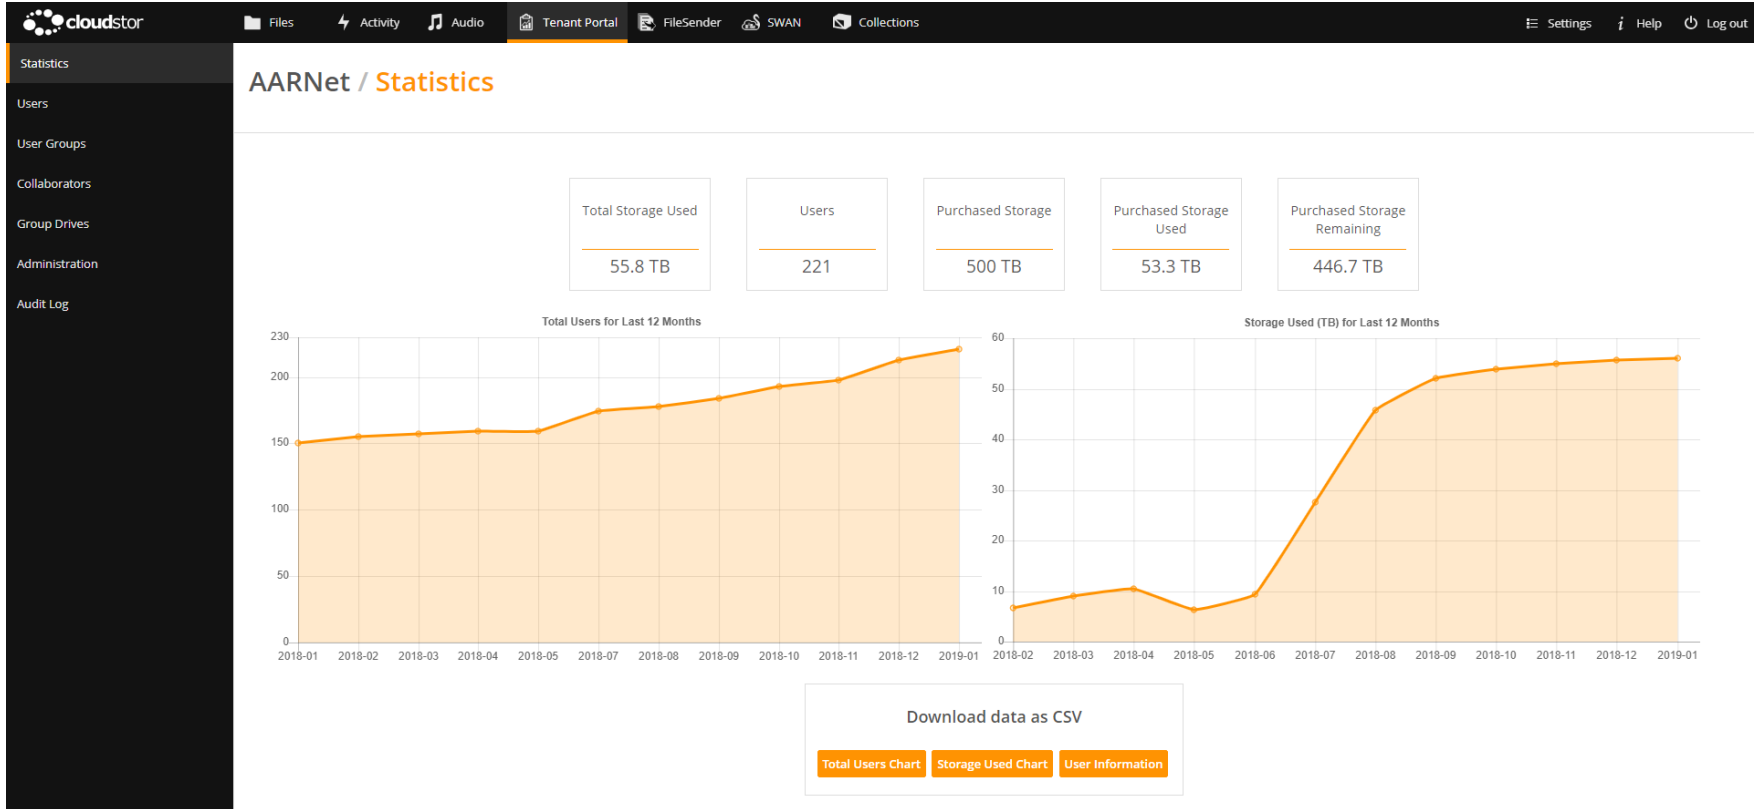 cloudstor
Files
Activity
Audio
Tenant Portal
FileSender
SWAN
Collections
Settings
Help
Log out
Statistics
Users
User Groups
Collaborators
Group Drives
Administration
Audit Log
AARNet / Statistics
Total Storage Used
55.8 TB
Users
221
Purchased Storage
500 TB
Purchased Storage
Used
53.3 TB
Purchased Storage
Remaining
446.7 TB
Total Users for Last 12 Months
230
200
150
100
50
0
2018-01 2018-02 2018-03 2018-04 2018-05 2018-07 2018-08 2018-09 2018-10 2018-11 2018-12 2019-01
Storage Used (TB) for Last 12 Months
60
50
40
30
20
10
0
2018-02 2018-03 2018-04 2018-05 2018-06 2018-07 2018-08 2018-09 2018-10 2018-11 2018-12 2019-01
Download data as CSV
Total Users Chart
Storage Used Chart
User Information